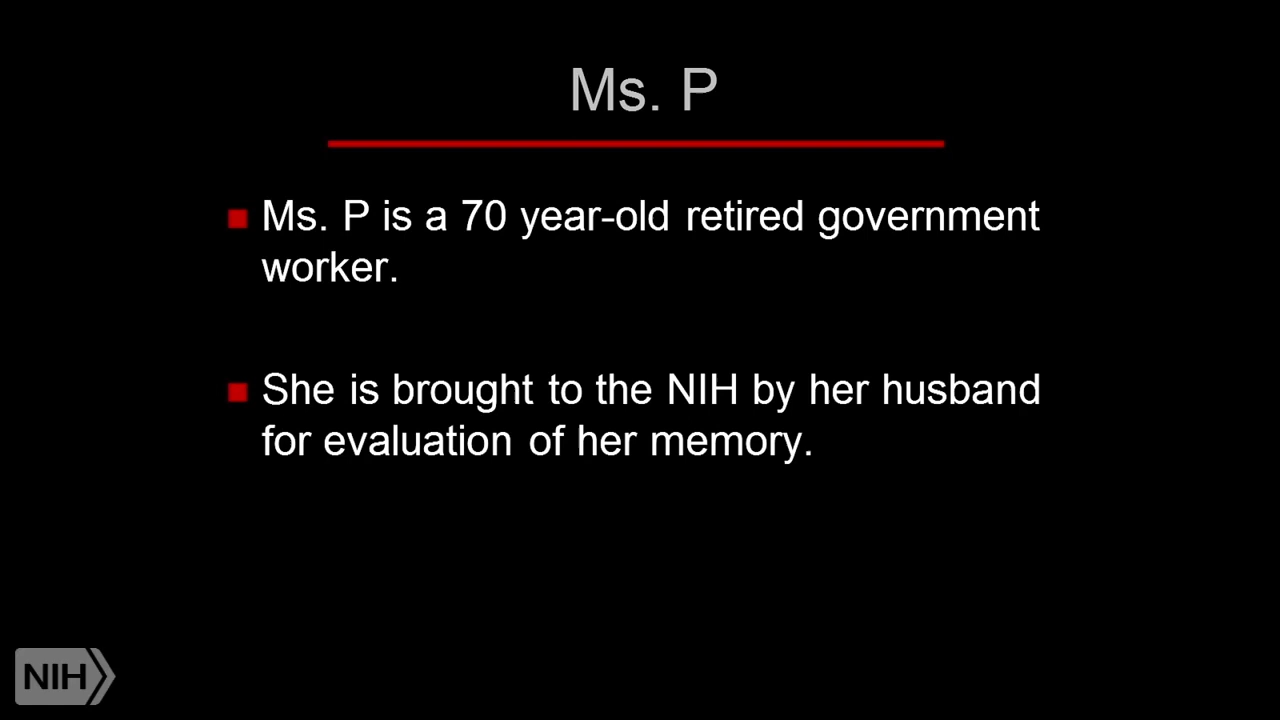 Ms. P
Ms. P is a 70 year-old retired government
worker.
She is brought to the NIH by her husband
for evaluation of her memory.
NIH